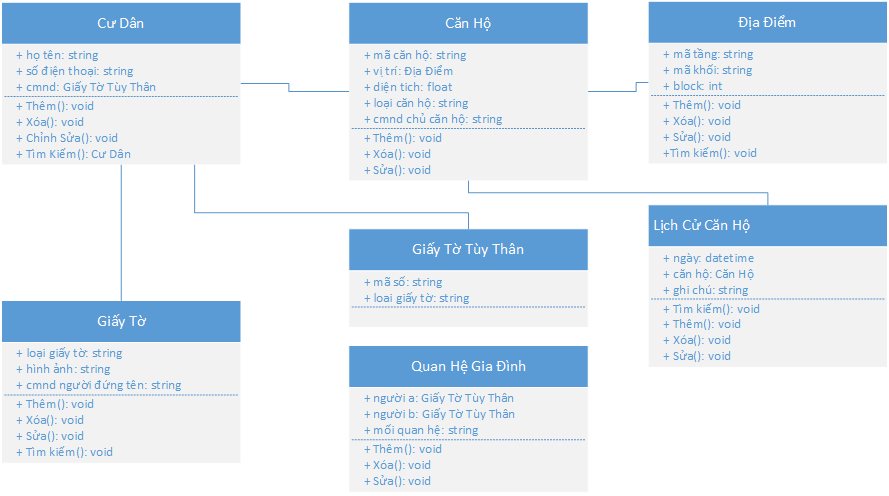 Cư Dân
+ họ tên: string
+ số điện thoại: string
+ cmnd: Giấy Tờ Tùy Thân
+ Thêm(): void
+ Xóa(): void
+ Chỉnh Sửa(): void
+ Tìm Kiếm(): Cư Dân
Căn Hộ
+ mã căn hộ: string
+ vị trí: Địa Điểm
+ diện tich: float
+ loại căn hộ: string
+ cmnd chủ căn hộ: string
+ Thêm(): void
+ Xóa(): void
+ Sửa(): void
Địa Điểm
+ mã tầng: string
+ mã khối: string
+ block: int
+ Thêm(): void
+ Xóa(): void
+ Sửa(): void
+Tìm kiếm(): void
Lịch Cử Căn Hộ
+ ngày: datetime
+ căn hộ: Căn Hộ
+ ghi chú: string
+ Tìm kiếm(): void
+ Thêm(): void
+ Xóa(): void
+ Sửa(): void
Giấy Tờ Tùy Thân
+ mã số: string
+ loai giấy tờ: string
Giấy Tờ
+ loại giấy tờ: string
+ hình ảnh: string
+ cmnd người đứng tên: string
+ Thêm(): void
+ Xóa(): void
+ Sửa(): void
+ Tìm kiếm(): void
Quan Hệ Gia Đình
+ người a: Giấy Tờ Tùy Thân
+ người b: Giấy Tờ Tùy Thân
+ mối quan hệ: string
+ Thêm(): void
+ Xóa(): void
+ Sửa(): void